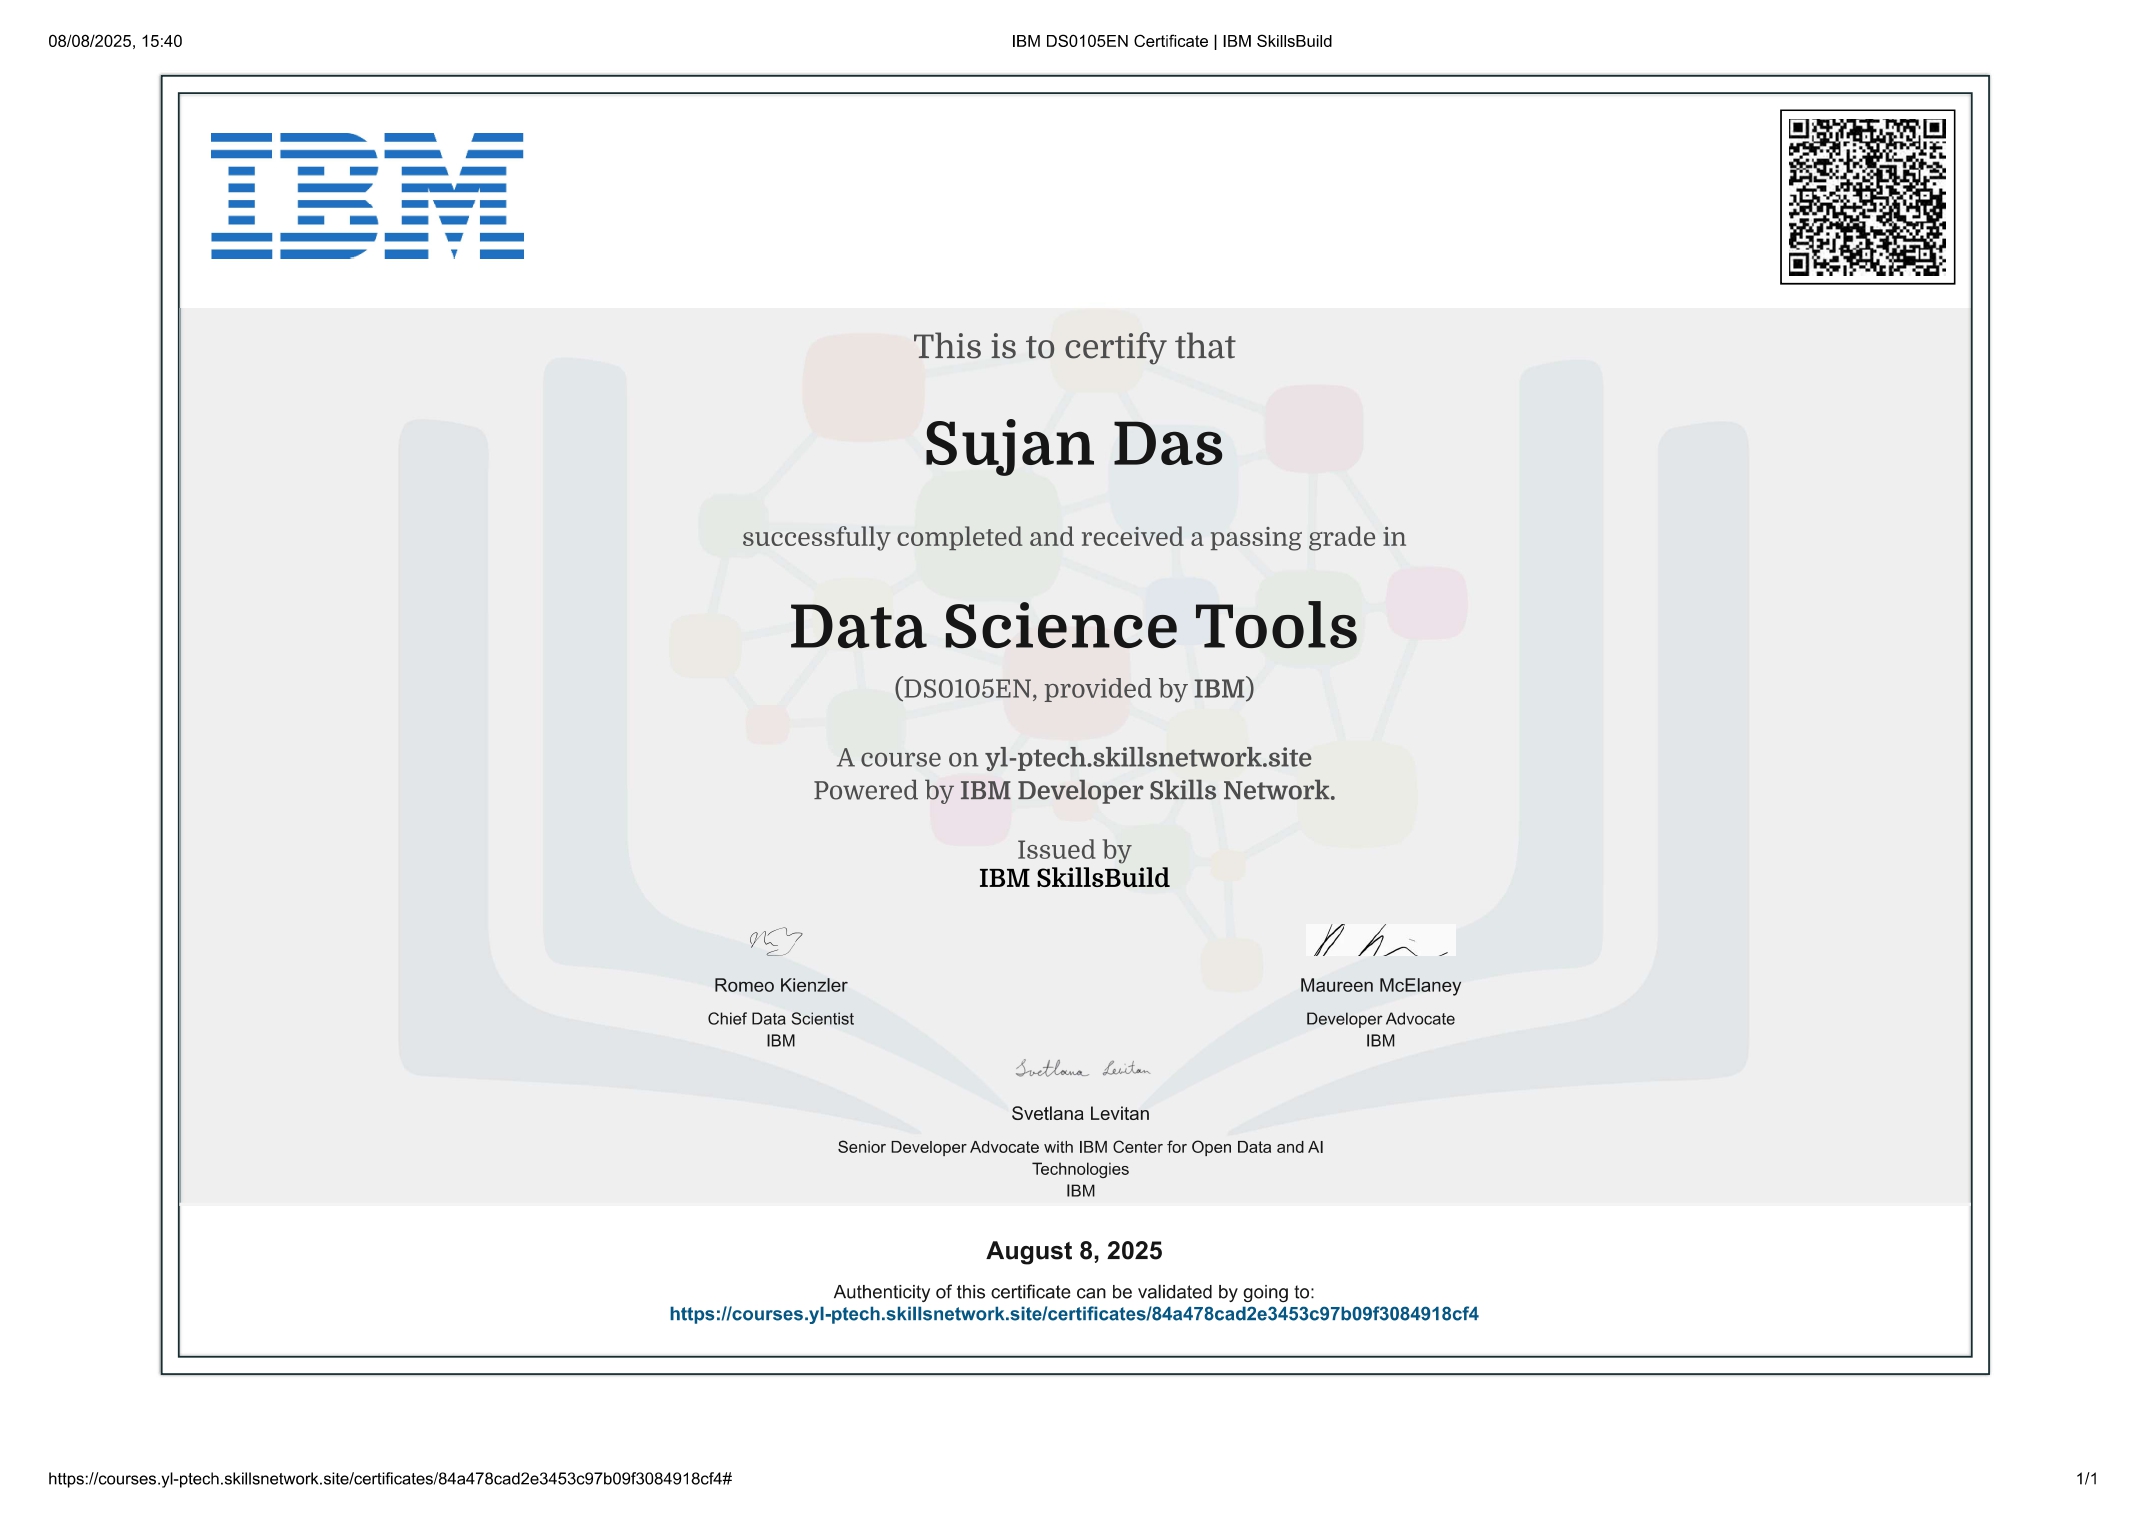 08/08/2025, 15:40
IBM DS0105EN Certificate | IBM SkillsBuild
IBM
This is to certify that
Sujan Das
successfully completed and received a passing grade in
Data Science Tools
(DS0105EN, provided by IBM)
A course on yl-ptech.skillsnetwork.site
Powered by IBM Developer Skills Network.
Issued by
IBM SkillsBuild
Romeo Kienzler
Chief Data Scientist
IBM
Maureen McElaney
Developer Advocate
IBM
Svetlana Levitan
Svetlana Levitan
Senior Developer Advocate with IBM Center for Open Data and AI
Technologies
IBM
August 8, 2025
Authenticity of this certificate can be validated by going to:
https://courses.yl-ptech.skillsnetwork.site/certificates/84a478cad2e3453c97b09f3084918cf4
https://courses.yl-ptech.skillsnetwork.site/certificates/84a478cad2e3453c97b09f3084918cf4#
1/1